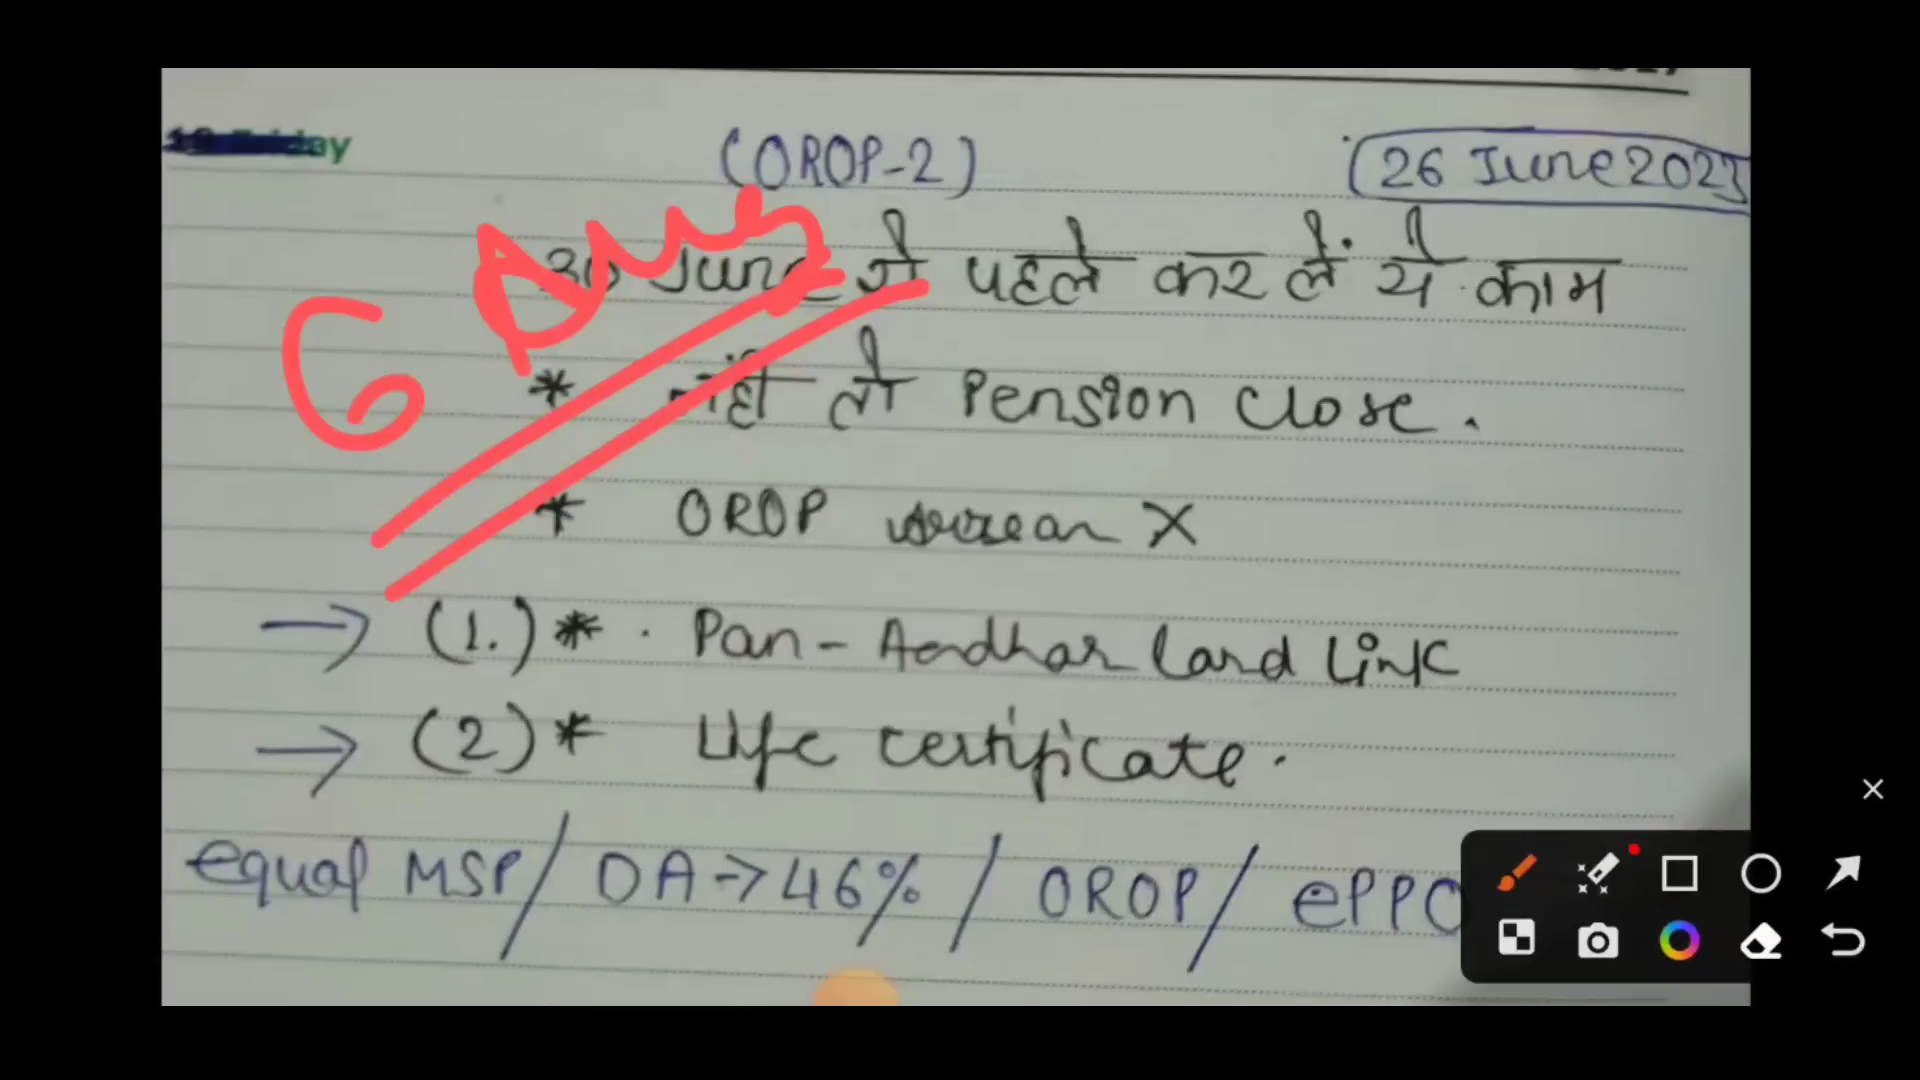 day
(OROP-2)
26 June 2023
30 June से पहले कर लें ये काम
* नहीं तो Pension Close.
* OROP X
→ (1.) * . Pan - Aadhar Card Link
→ (2) * Life certificate.
equal MSP / DA → 46% / OROP / ePPO
6